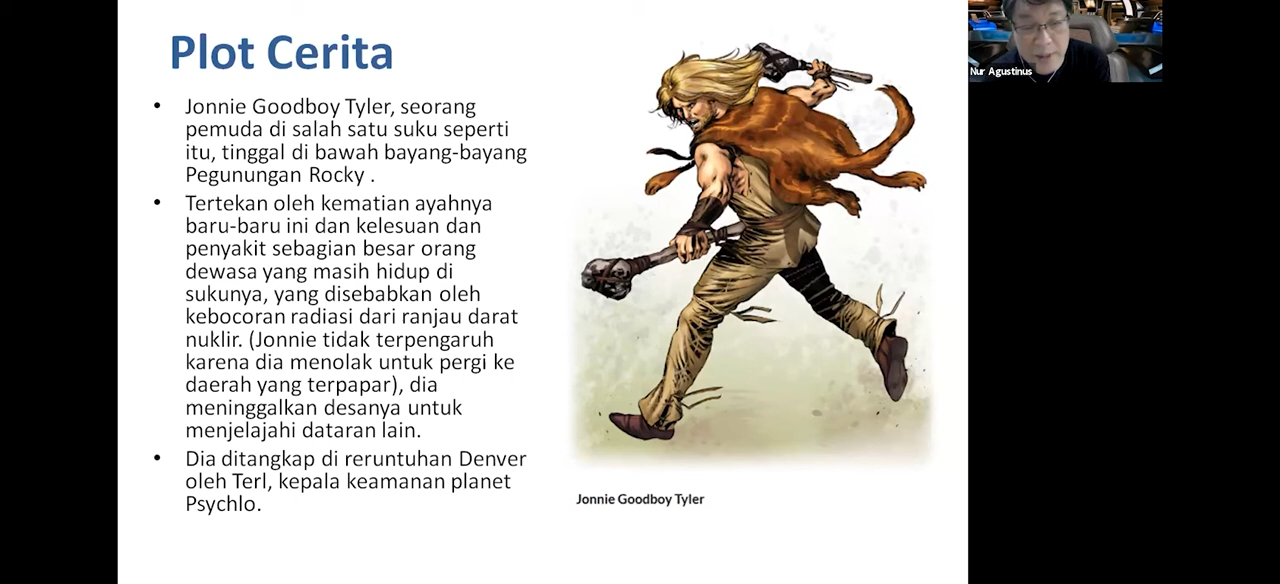 Plot Cerita
• Jonnie Goodboy Tyler, seorang
pemuda di salah satu suku seperti
itu, tinggal di bawah bayang-bayang
Pegunungan Rocky .
• Tertekan oleh kematian ayahnya
baru-baru ini dan kelesuan dan
penyakit sebagian besar orang
dewasa yang masih hidup di
sukunya, yang disebabkan oleh
kebocoran radiasi dari ranjau darat
nuklir. (Jonnie tidak terpengaruh
karena dia menolak untuk pergi ke
daerah yang terpapar), dia
meninggalkan desanya untuk
menjelajahi dataran lain.
• Dia ditangkap di reruntuhan Denver
oleh Terl, kepala keamanan planet
Psychlo.
Jonnie Goodboy Tyler
Nur Agustinus